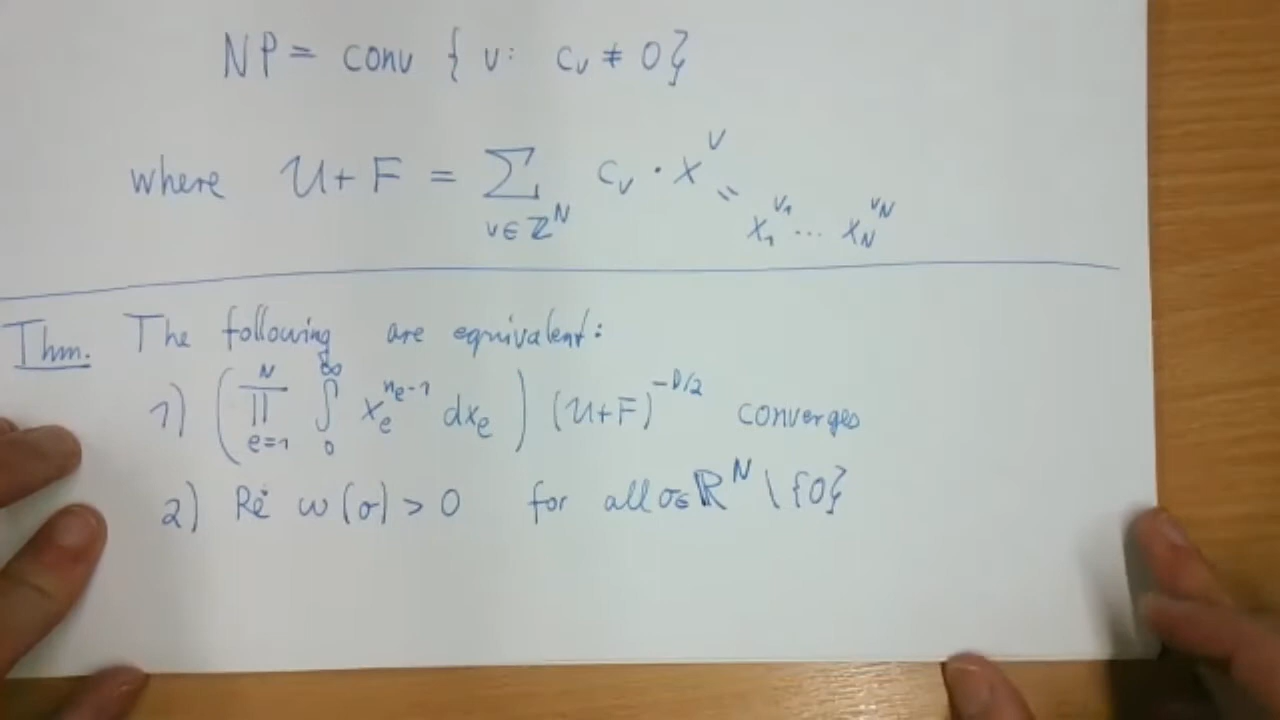 NP = conv { v : c_v ≠ 0 }
where U + F = ∑_{v∈ℤ^N} c_v · x^v = x_1^{v_1} ... x_N^{v_N}
Thm. The following are equivalent:
1) ( ∏_{e=1}^{N} ∫_0^∞ x_e^{n_e-1} dx_e ) (U+F)^{-D/2} converges
2) Re ω(σ) > 0 for all σ ∈ ℝ^N \ {0}